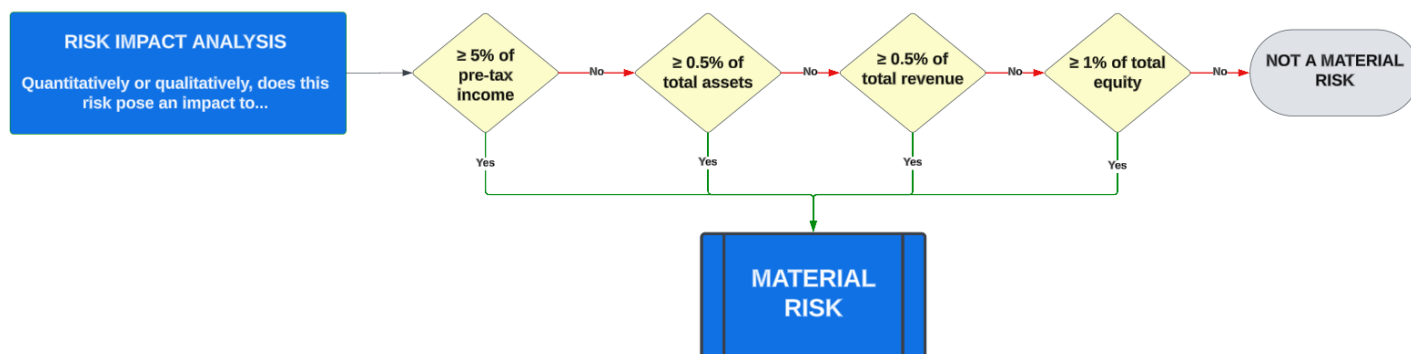 RISK IMPACT ANALYSIS
Quantitatively or qualitatively, does this
risk pose an impact to...
≥ 5% of
pre-tax
income
No
≥ 0.5% of
total assets
No
≥ 0.5% of
total revenue
No
≥ 1% of total
equity
No
NOT A MATERIAL
RISK
Yes
Yes
Yes
Yes
MATERIAL
RISK